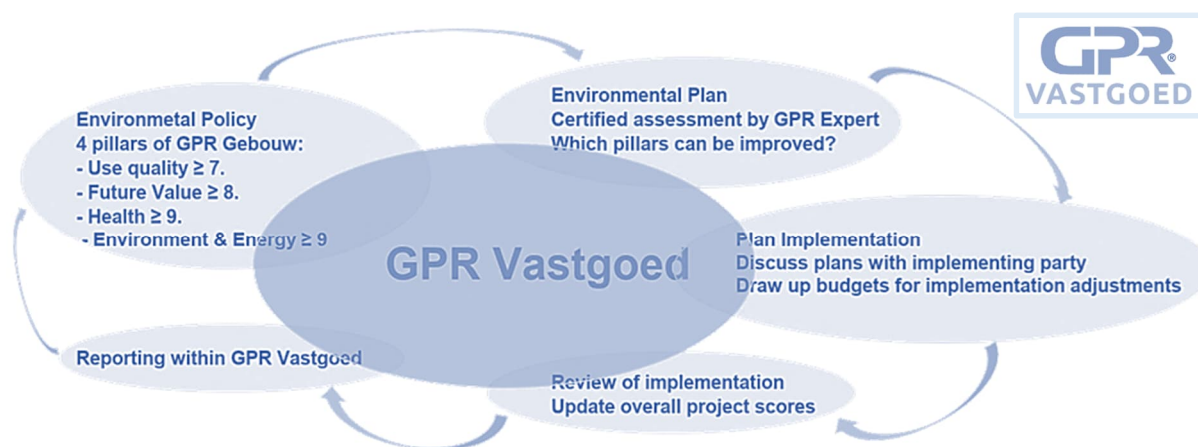 GPR®
VASTGOED
Environmetal Policy
4 pillars of GPR Gebouw:
- Use quality ≥ 7.
- Future Value ≥ 8.
- Health ≥ 9.
- Environment & Energy ≥ 9
Environmental Plan
Certified assessment by GPR Expert
Which pillars can be improved?
GPR Vastgoed
Plan Implementation
Discuss plans with implementing party
Draw up budgets for implementation adjustments
Review of implementation
Update overall project scores
Reporting within GPR Vastgoed